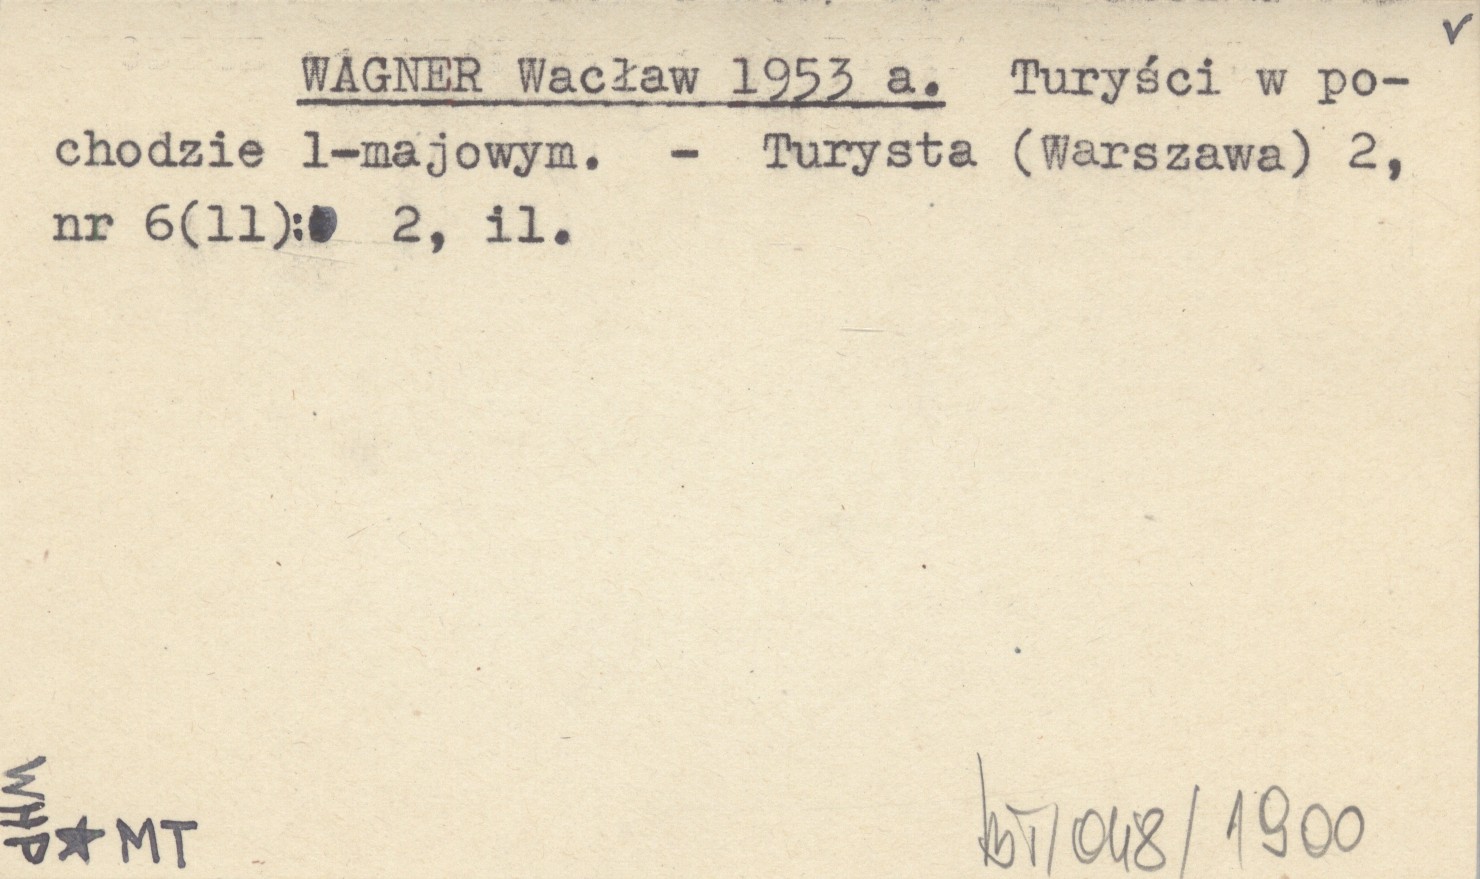 ✓
WAGNER Wacław 1953 a. Turyści w po-
chodzie 1-majowym. - Turysta (Warszawa) 2,
nr 6(11): 2, il.
WHP ★ MT
/048/1900